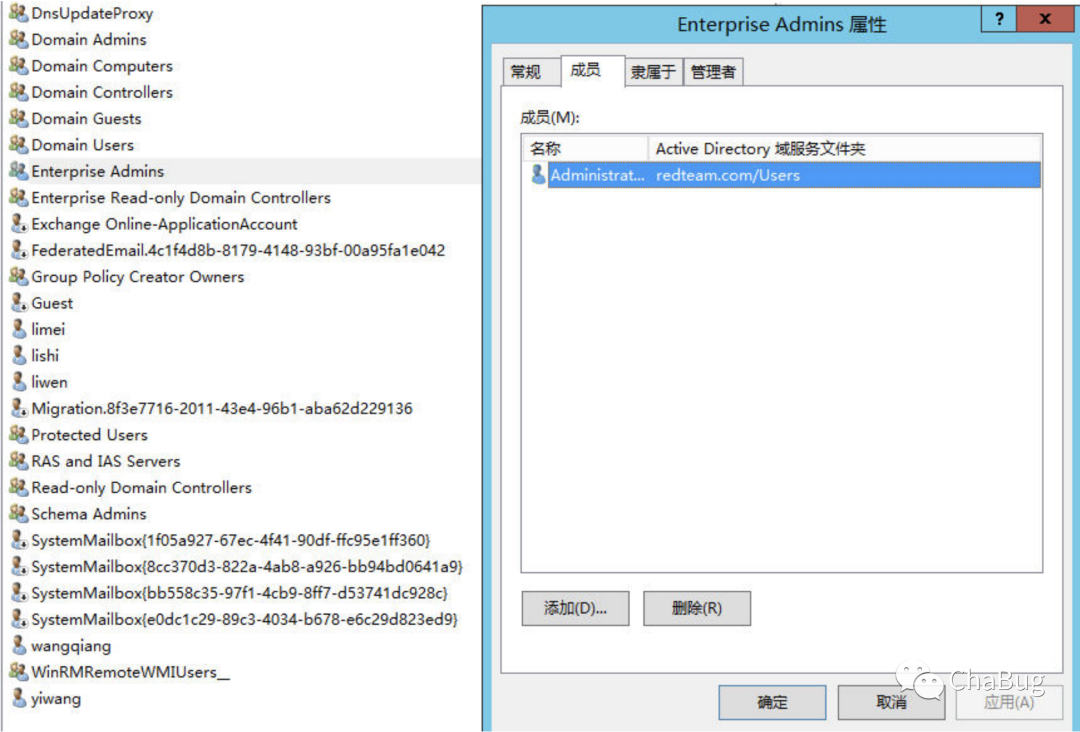 DnsUpdateProxy
Domain Admins
Domain Computers
Domain Controllers
Domain Guests
Domain Users
Enterprise Admins
Enterprise Read-only Domain Controllers
Exchange Online-ApplicationAccount
FederatedEmail.4c1f4d8b-8179-4148-93bf-00a95fa1e042
Group Policy Creator Owners
Guest
limei
lishi
liwen
Migration.8f3e7716-2011-43e4-96b1-aba62d229136
Protected Users
RAS and IAS Servers
Read-only Domain Controllers
Schema Admins
SystemMailbox{1f05a927-67ec-4f41-90df-ffc95e1ff360}
SystemMailbox{8cc370d3-822a-4ab8-a926-bb94bd0641a9}
SystemMailbox{bb558c35-97f1-4cb9-8ff7-d53741dc928c}
SystemMailbox{e0dc1c29-89c3-4034-b678-e6c29d823ed9}
wangqiang
WinRMRemoteWMIUsers__
yiwang
Enterprise Admins 属性
? x
常规 成员 隶属于 管理者
成员(M):
名称 Active Directory 域服务文件夹
Administrat... redteam.com/Users
添加(D)... 删除(R)
ChaBug
确定 取消 应用(A)